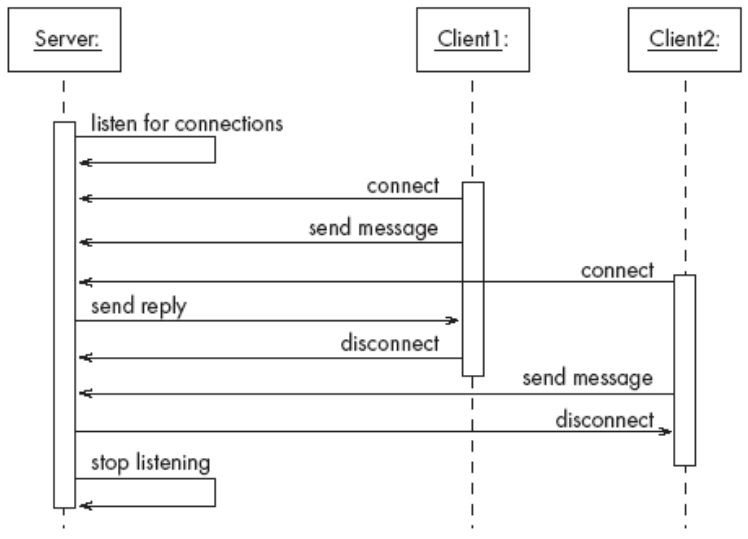 Server:
Client1:
Client2:
listen for connections
connect
send message
connect
send reply
disconnect
send message
disconnect
stop listening